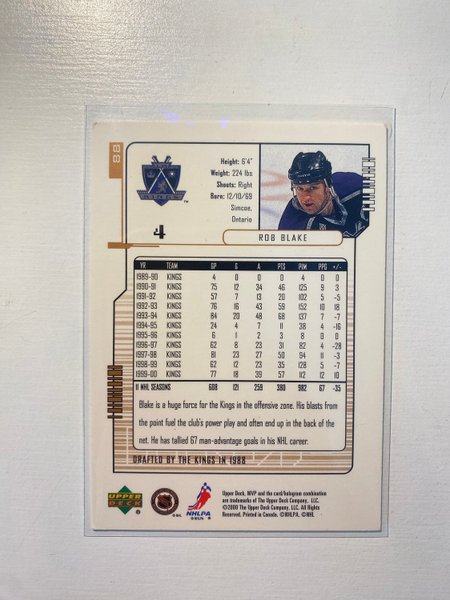 88
Height: 6'4"
Weight: 224 lbs
Shoots: Right
Born: 12/10/69
Simcoe,
Ontario
TM
4
ROB BLAKE
YR TEAM GP G A PTS PIM PPG +/-
1989-90 KINGS 4 0 0 0 4 0 0
1990-91 KINGS 75 12 34 46 125 9 3
1991-92 KINGS 57 7 13 20 102 5 -5
1992-93 KINGS 76 16 43 59 152 10 18
1993-94 KINGS 84 20 48 68 137 7 -7
1994-95 KINGS 24 4 7 11 38 4 -16
1995-96 KINGS 6 1 2 3 8 0 0
1996-97 KINGS 62 8 23 31 82 4 -28
1997-98 KINGS 81 23 27 50 94 11 -3
1998-99 KINGS 62 12 23 35 128 5 -7
1999-00 KINGS 77 18 39 57 112 12 10
11 NHL SEASONS 608 121 259 380 982 67 -35
Blake is a huge force for the Kings in the offensive zone. His blasts from
the point fuel the club's power play and often end up in the back of the
net. He has tallied 67 man-advantage goals in his NHL career.
DRAFTED BY THE KINGS IN 1988
UPPER DECK
NHLPA
Upper Deck, MVP and the card/hologram combination
are trademarks of The Upper Deck Company, LLC.
©2000 The Upper Deck Company, LLC. All Rights
Reserved. Printed in Canada. ©NHLPA. ©NHL